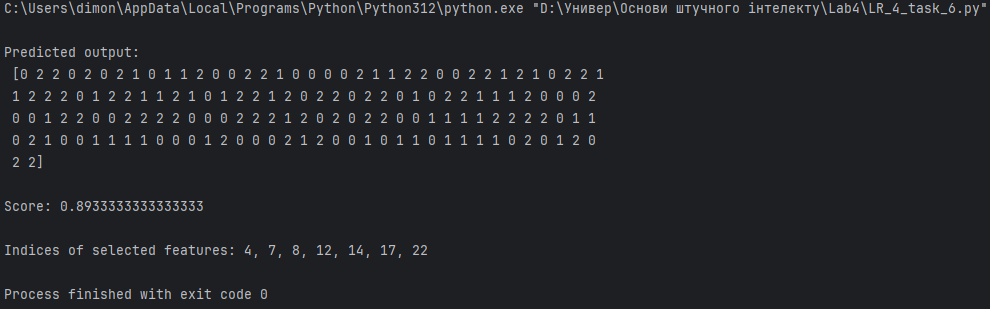 C:\Users\dimon\AppData\Local\Programs\Python\Python312\python.exe "D:\Универ\Основи штучного інтелекту\Lab4\LR_4_task_6.py"
Predicted output:
[0 2 2 0 2 0 2 1 0 1 1 2 0 0 2 2 1 0 0 0 0 2 1 1 2 2 0 0 2 2 1 2 1 0 2 2 1
1 2 2 2 0 1 2 2 1 1 2 1 0 1 2 2 1 2 0 2 2 0 2 2 0 1 0 2 2 1 1 1 2 0 0 0 2
0 0 1 2 2 0 0 2 2 2 2 0 0 0 2 2 2 1 2 0 2 0 2 2 0 0 1 1 1 1 2 2 2 2 0 1 1
0 2 1 0 0 1 1 1 1 0 0 0 1 2 0 0 0 2 1 2 0 0 1 0 1 1 0 1 1 1 1 0 2 0 1 2 0
2 2]
Score: 0.8933333333333333
Indices of selected features: 4, 7, 8, 12, 14, 17, 22
Process finished with exit code 0